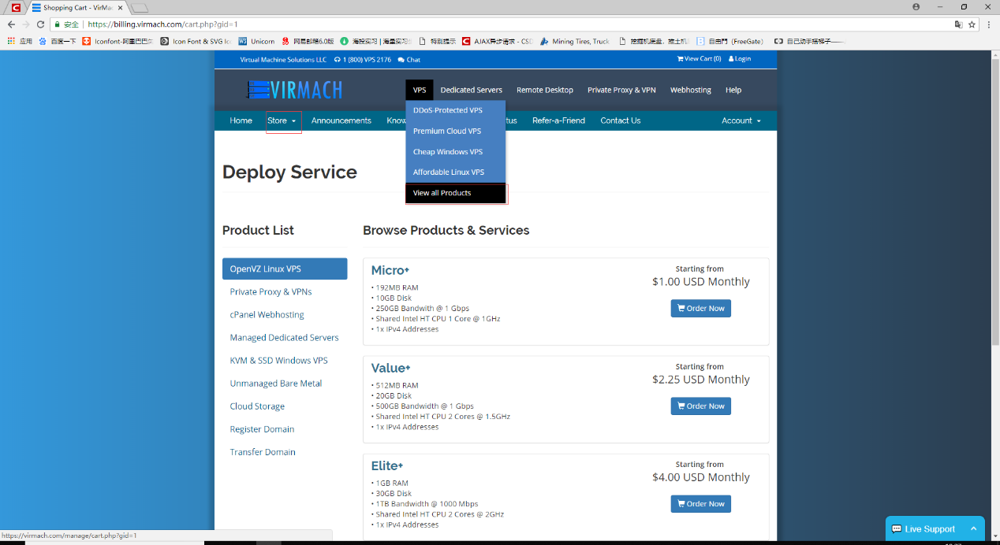 Shopping Cart - VirMa
安全 | https://billing.virmach.com/cart.php?gid=1
应用 百度一下 Iconfont-阿里巴巴矢 Icon Font & SVG Ic Unicorn 网易邮箱6.0版 海投实习 | 海量实习 特别提示 AJAX异步请求 - CSD Mining Tires, Truck 挖掘机底盘，推土机 自由門（FreeGate） 自己动手搭梯子——
Virtual Machine Solutions LLC 1 (800) VPS 2176 Chat View Cart (0) Login
VIRMACH VPS Dedicated Servers Remote Desktop Private Proxy & VPN Webhosting Help
DDoS-Protected VPS
Home Store Announcements Know tus Refer-a-Friend Contact Us Account
Premium Cloud VPS
Cheap Windows VPS
Affordable Linux VPS
View all Products
Deploy Service
Product List
OpenVZ Linux VPS
Private Proxy & VPNs
cPanel Webhosting
Managed Dedicated Servers
KVM & SSD Windows VPS
Unmanaged Bare Metal
Cloud Storage
Register Domain
Transfer Domain
Browse Products & Services
Micro+
• 192MB RAM
• 10GB Disk
• 250GB Bandwith @ 1 Gbps
• Shared Intel HT CPU 1 Core @ 1GHz
• 1x IPv4 Addresses
Starting from
$1.00 USD Monthly
Order Now
Value+
• 512MB RAM
• 20GB Disk
• 500GB Bandwidth @ 1 Gbps
• Shared Intel HT CPU 2 Cores @ 1.5GHz
• 1x IPv4 Addresses
Starting from
$2.25 USD Monthly
Order Now
Elite+
• 1GB RAM
• 30GB Disk
• 1TB Bandwidth @ 1000 Mbps
• Shared Intel HT CPU 2 Cores @ 2GHz
• 1x IPv4 Addresses
Starting from
$4.00 USD Monthly
Order Now
Live Support
https://virmach.com/manage/cart.php?gid=1